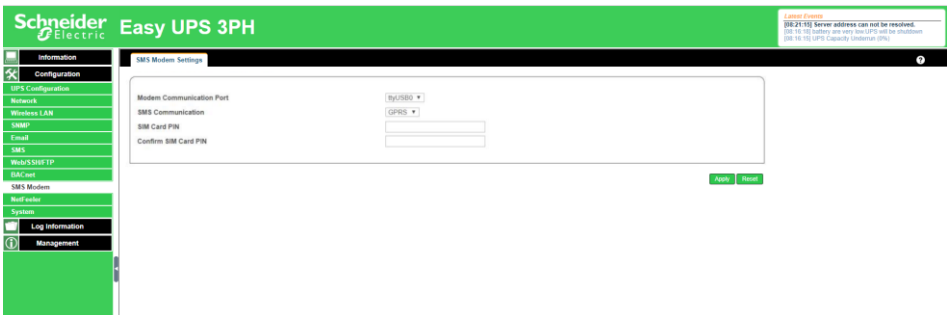 Schneider
Electric
Easy UPS 3PH
Latest Events
[08:21:15] Server address can not be resolved.
[08:16:18] battery are very low,UPS will be shutdown
[08:16:15] UPS Capacity Underrun (0%)
Information
Configuration
UPS Configuration
Network
Wireless LAN
SNMP
Email
SMS
Web/SSH/FTP
BACnet
SMS Modem
NetFeeler
System
Log Information
Management
SMS Modem Settings
?
Modem Communication Port ttyUSB0
SMS Communication GPRS
SIM Card PIN
Confirm SIM Card PIN
Apply Reset